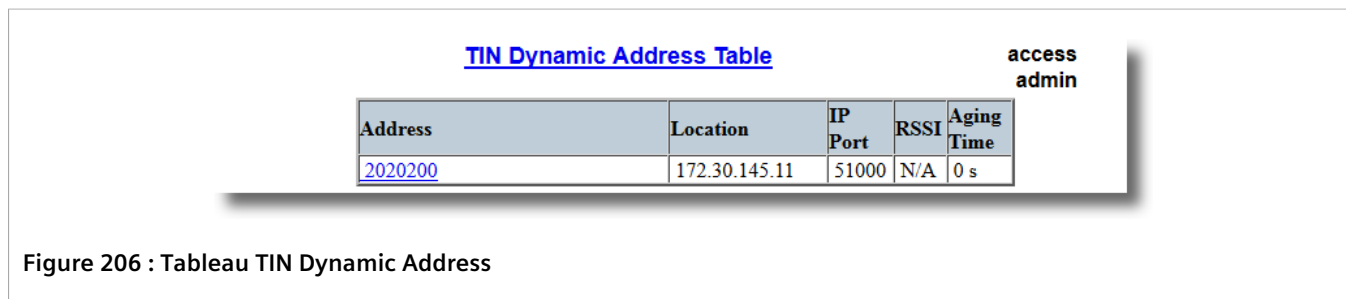 TIN Dynamic Address Table
access
admin
Address Location IP Port RSSI Aging Time
2020200 172.30.145.11 51000 N/A 0 s
Figure 206 : Tableau TIN Dynamic Address